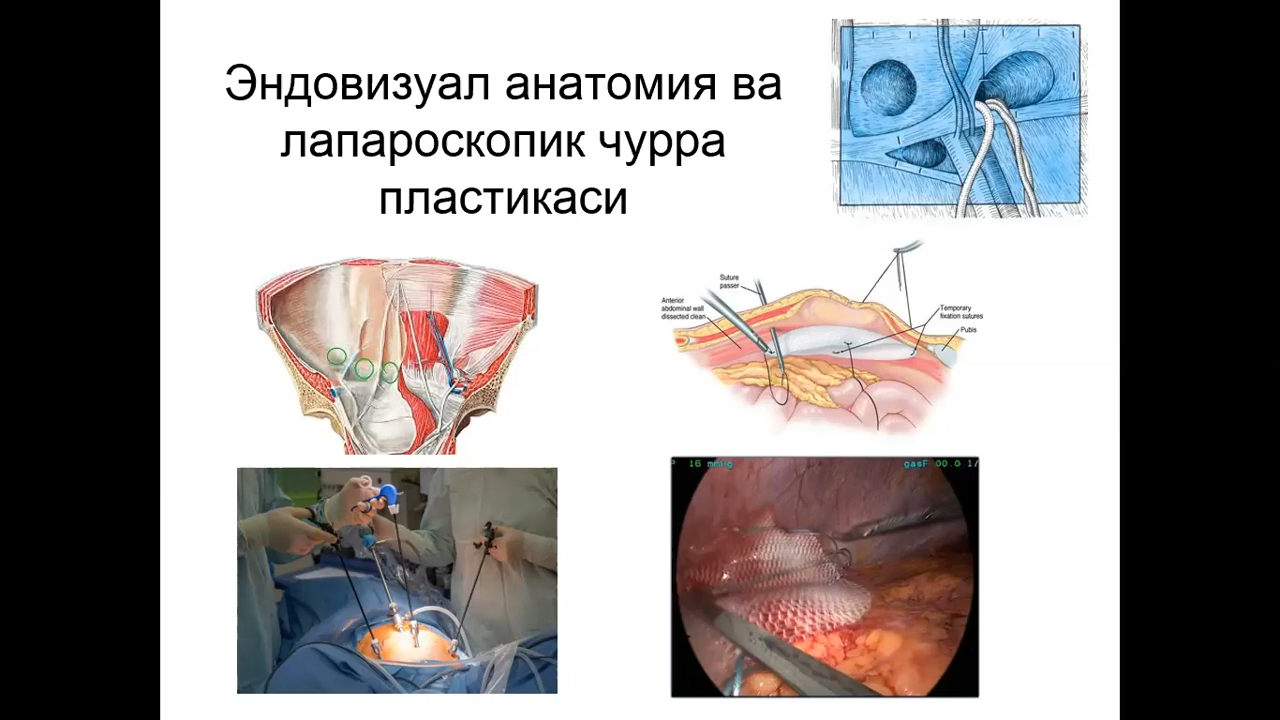 Эндовизуал анатомия ва
лапароскопик чурра
пластикаси
Suture
passer
Anterior
abdominal wall
dissected clean
Temporary
fixation sutures
Pubis
16 mmHg
gasF 00.0 1/